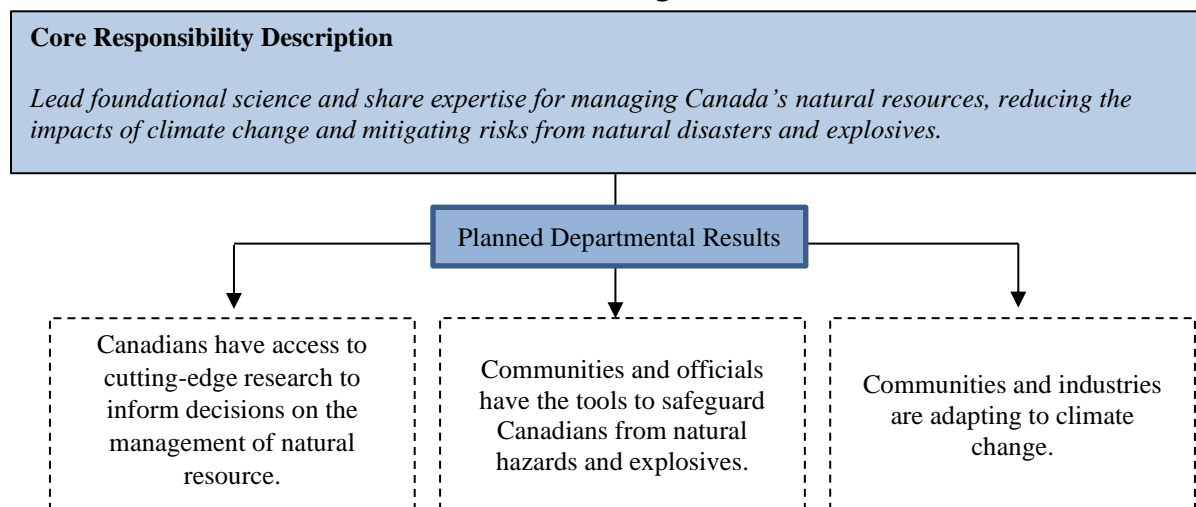 Core Responsibility Description
Lead foundational science and share expertise for managing Canada's natural resources, reducing the
impacts of climate change and mitigating risks from natural disasters and explosives.
Planned Departmental Results
Canadians have access to
cutting-edge research to
inform decisions on the
management of natural
resource.
Communities and officials
have the tools to safeguard
Canadians from natural
hazards and explosives.
Communities and industries
are adapting to climate
change.